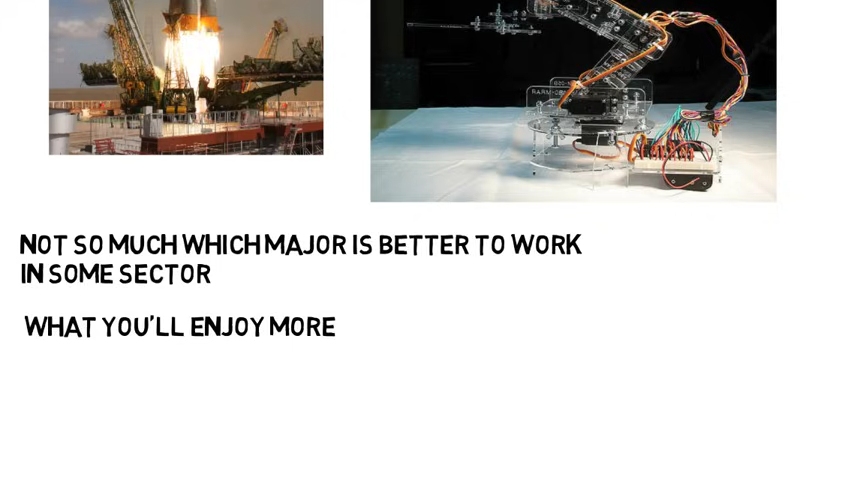 NOT SO MUCH WHICH MAJOR IS BETTER TO WORK
IN SOME SECTOR
WHAT YOU'LL ENJOY MORE